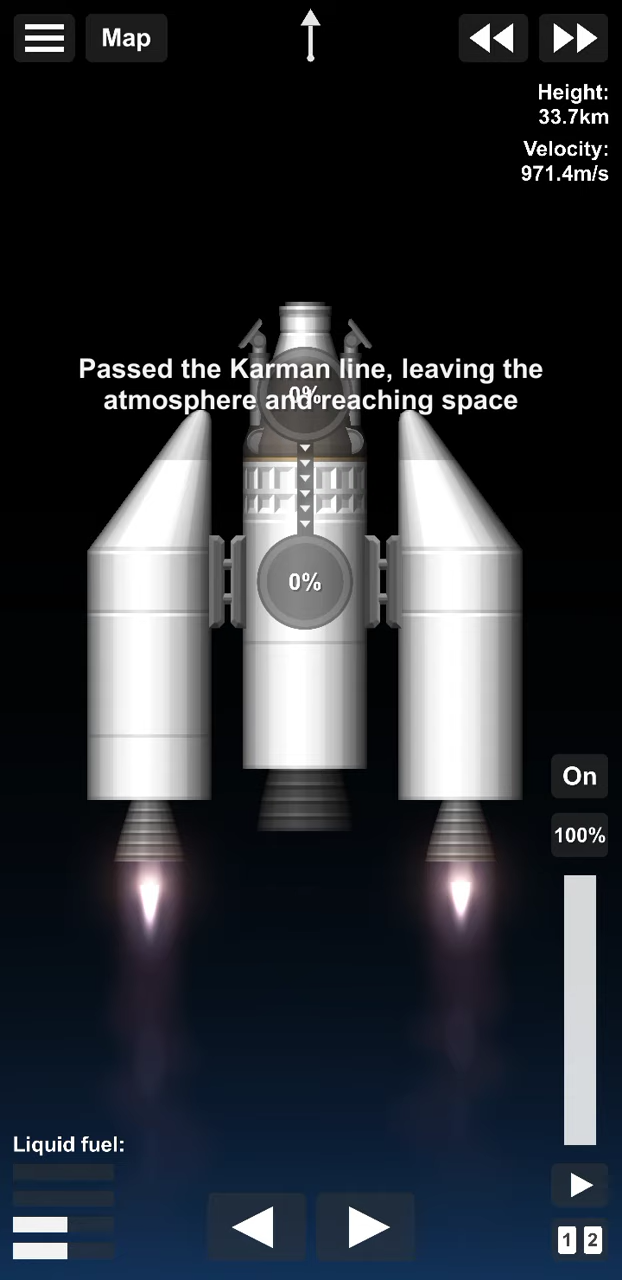 Map
Height:
33.7km
Velocity:
971.4m/s
Passed the Karman line, leaving the
atmosphere and reaching space
0%
0%
On
100%
Liquid fuel:
1 2